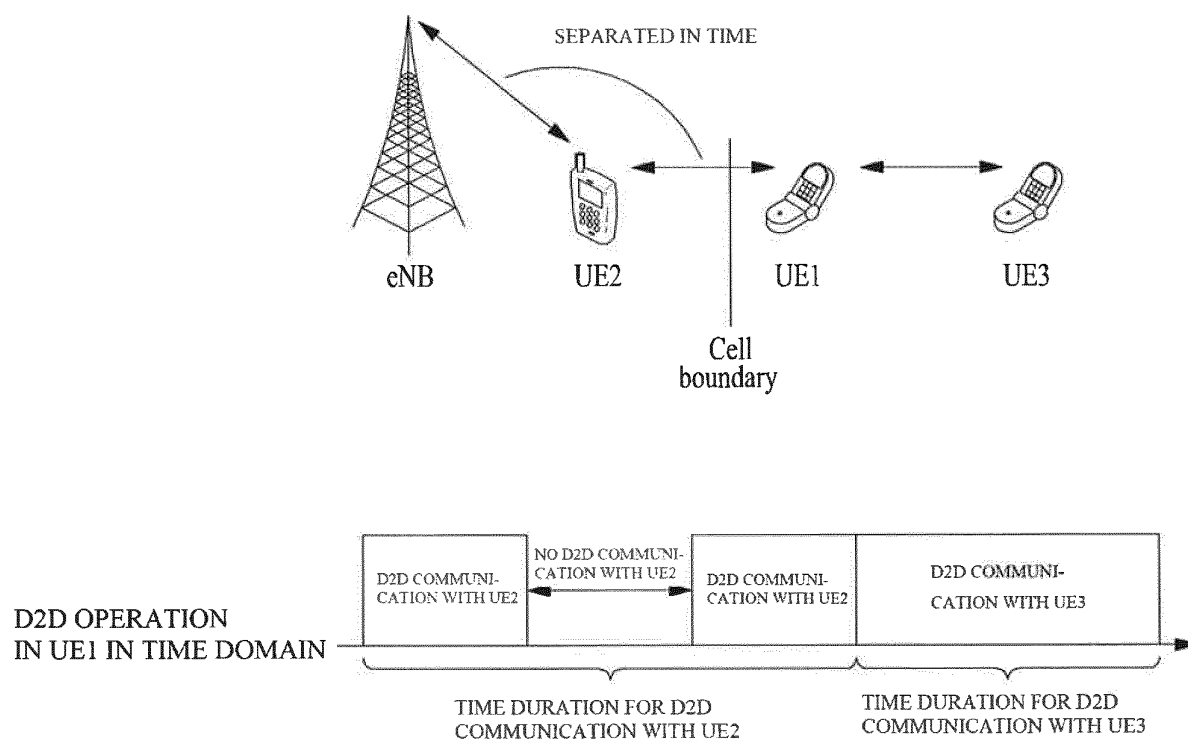 SEPARATED IN TIME
eNB
UE2
UE1
UE3
Cell
boundary
D2D OPERATION
IN UE1 IN TIME DOMAIN
D2D COMMUNI-
CATION WITH UE2
NO D2D COMMUNI-
CATION WITH UE2
D2D COMMUNI-
CATION WITH UE2
D2D COMMUNI-
CATION WITH UE3
TIME DURATION FOR D2D
COMMUNICATION WITH UE2
TIME DURATION FOR D2D
COMMUNICATION WITH UE3